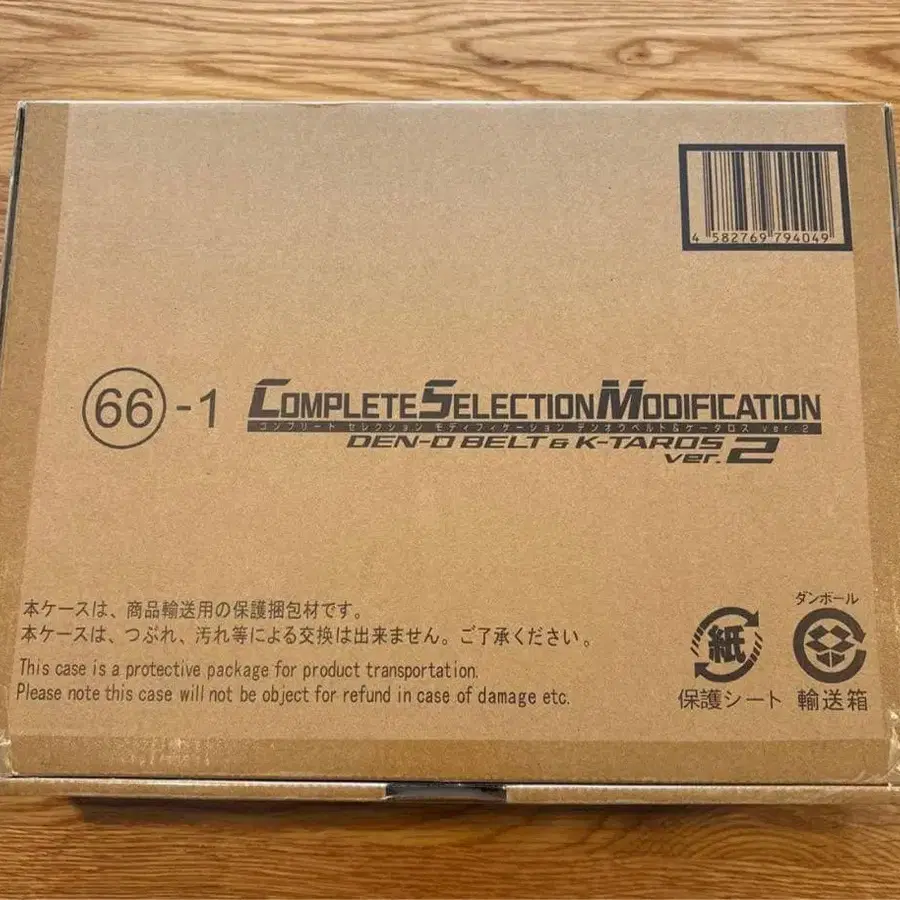 4 582769 794049
66-1 COMPLETE SELECTION MODIFICATION
コンプリート セレクション モディフィケーション デンオウベルト&ケータロス ver.2
DEN-O BELT & K-TAROS
ver.2
本ケースは、商品輸送用の保護梱包材です。
本ケースは、つぶれ、汚れ等による交換は出来ません。ご了承ください。
This case is a protective package for product transportation.
Please note this case will not be object for refund in case of damage etc.
紙
保護シート
ダンボール
輸送箱